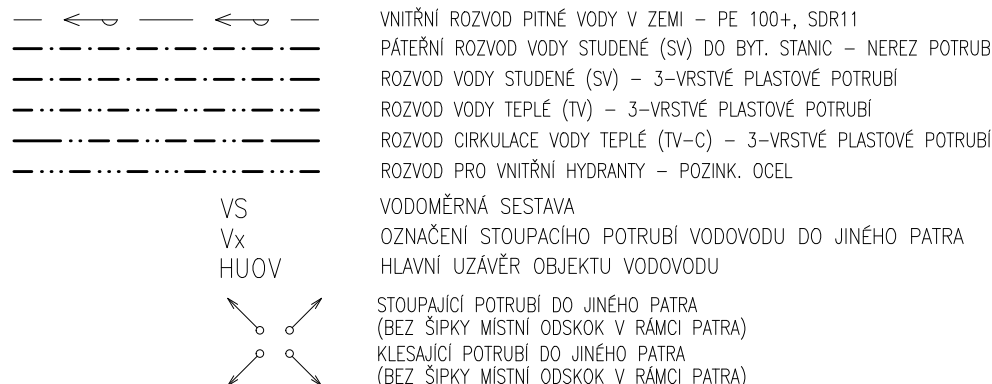 VNITŘNÍ ROZVOD PITNÉ VODY V ZEMI – PE 100+, SDR11
PÁTEŘNÍ ROZVOD VODY STUDENÉ (SV) DO BYT. STANIC – NEREZ POTRUB
ROZVOD VODY STUDENÉ (SV) – 3–VRSTVÉ PLASTOVÉ POTRUBÍ
ROZVOD VODY TEPLÉ (TV) – 3–VRSTVÉ PLASTOVÉ POTRUBÍ
ROZVOD CIRKULACE VODY TEPLÉ (TV–C) – 3–VRSTVÉ PLASTOVÉ POTRUBÍ
ROZVOD PRO VNITŘNÍ HYDRANTY – POZINK. OCEL
VS VODOMĚRNÁ SESTAVA
Vx OZNAČENÍ STOUPACÍHO POTRUBÍ VODOVODU DO JINÉHO PATRA
HUOV HLAVNÍ UZÁVĚR OBJEKTU VODOVODU
STOUPAJÍCÍ POTRUBÍ DO JINÉHO PATRA
(BEZ ŠIPKY MÍSTNÍ ODSKOK V RÁMCI PATRA)
KLESAJÍCÍ POTRUBÍ DO JINÉHO PATRA
(BEZ ŠIPKY MÍSTNÍ ODSKOK V RÁMCI PATRA)